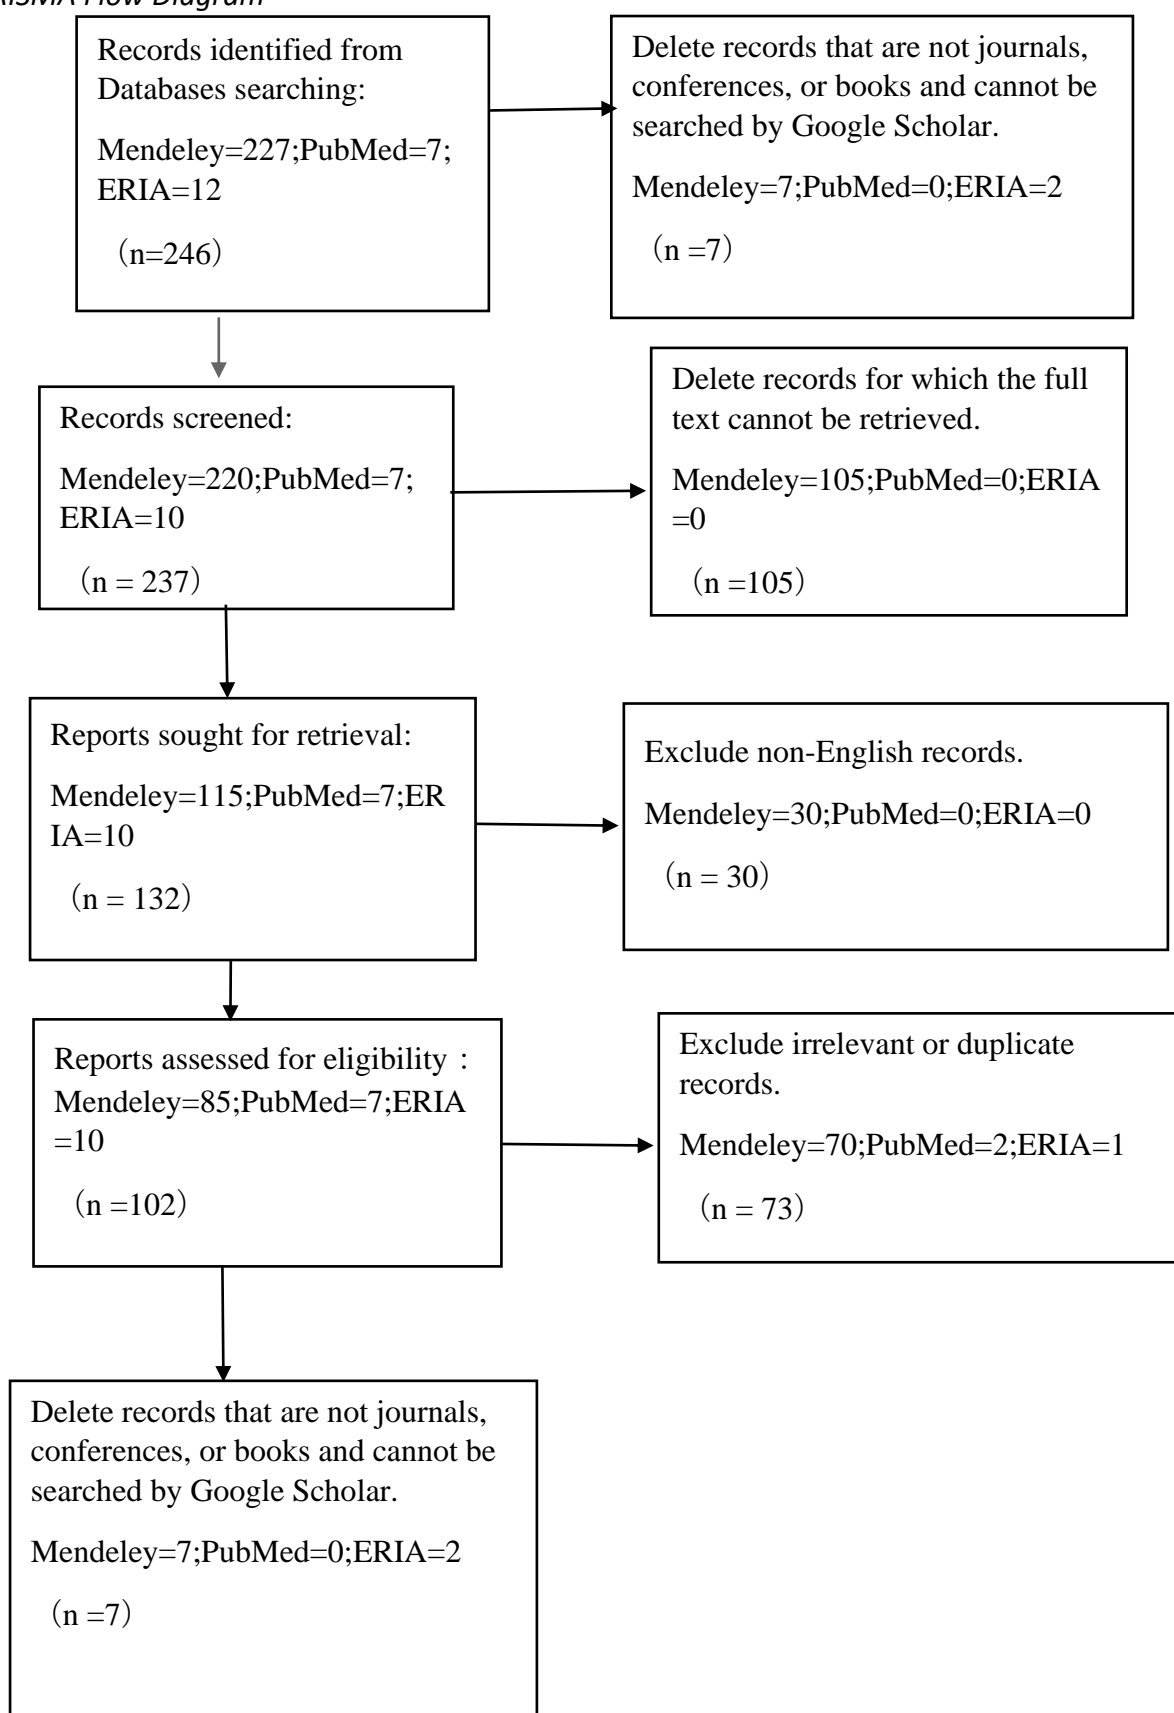 Flow Diagram
Records identified from
Databases searching:
Mendeley=227;PubMed=7;
ERIA=12
（n=246）
Delete records that are not journals,
conferences, or books and cannot be
searched by Google Scholar.
Mendeley=7;PubMed=0;ERIA=2
（n =7）
Records screened:
Mendeley=220;PubMed=7;
ERIA=10
（n = 237）
Delete records for which the full
text cannot be retrieved.
Mendeley=105;PubMed=0;ERIA
=0
（n =105）
Reports sought for retrieval:
Mendeley=115;PubMed=7;ER
IA=10
（n = 132）
Exclude non-English records.
Mendeley=30;PubMed=0;ERIA=0
（n = 30）
Reports assessed for eligibility：
Mendeley=85;PubMed=7;ERIA
=10
（n =102）
Exclude irrelevant or duplicate
records.
Mendeley=70;PubMed=2;ERIA=1
（n = 73）
Delete records that are not journals,
conferences, or books and cannot be
searched by Google Scholar.
Mendeley=7;PubMed=0;ERIA=2
（n =7）